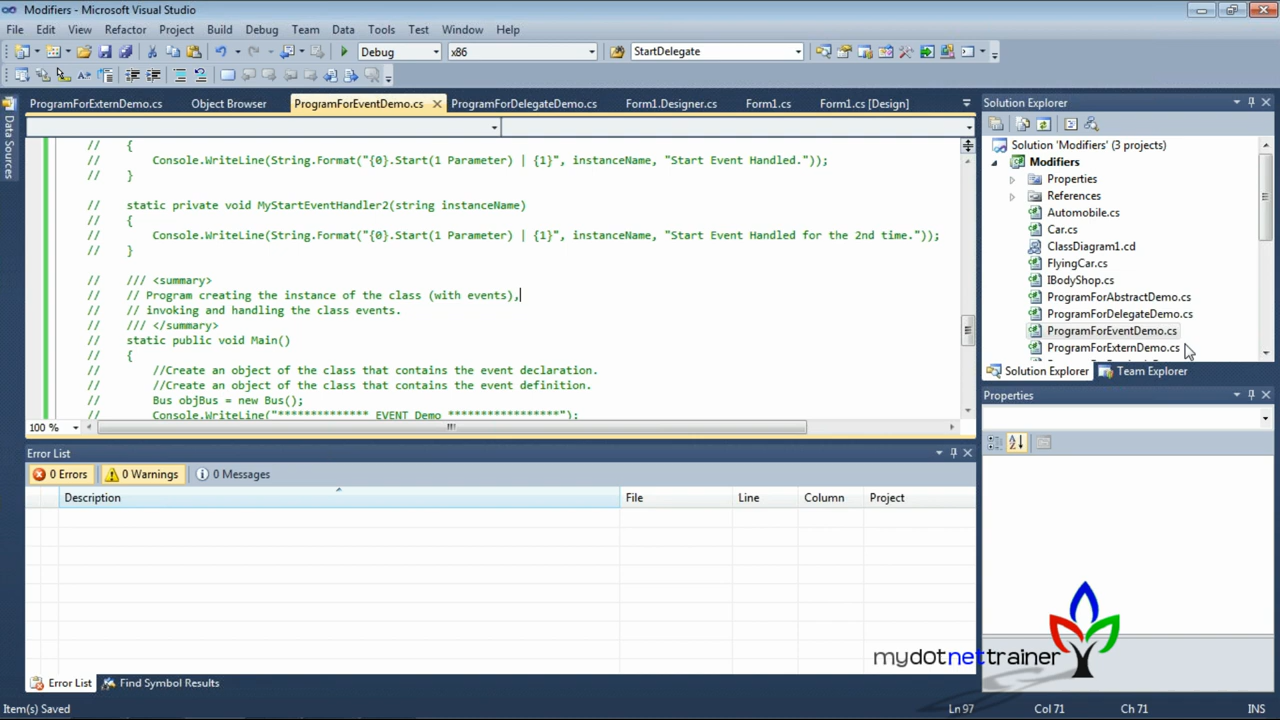 Modifiers - Microsoft Visual Studio
File Edit View Refactor Project Build Debug Team Data Tools Test Window Help
Debug x86 StartDelegate
ProgramForExternDemo.cs Object Browser ProgramForEventDemo.cs ProgramForDelegateDemo.cs Form1.Designer.cs Form1.cs Form1.cs [Design]
Data Sources
// {
// Console.WriteLine(String.Format("{0}.Start(1 Parameter) | {1}", instanceName, "Start Event Handled."));
// }
// static private void MyStartEventHandler2(string instanceName)
// {
// Console.WriteLine(String.Format("{0}.Start(1 Parameter) | {1}", instanceName, "Start Event Handled for the 2nd time."));
// }
// /// <summary>
// // Program creating the instance of the class (with events),
// // invoking and handling the class events.
// /// </summary>
// static public void Main()
// {
// //Create an object of the class that contains the event declaration.
// //Create an object of the class that contains the event definition.
// Bus objBus = new Bus();
// Console.WriteLine("************** EVENT Demo *****************");
100 %
Solution Explorer
Solution 'Modifiers' (3 projects)
Modifiers
Properties
References
Automobile.cs
Car.cs
ClassDiagram1.cd
FlyingCar.cs
IBodyShop.cs
ProgramForAbstractDemo.cs
ProgramForDelegateDemo.cs
ProgramForEventDemo.cs
ProgramForExternDemo.cs
Solution Explorer Team Explorer
Properties
Error List
0 Errors 0 Warnings 0 Messages
Description File Line Column Project
Error List Find Symbol Results
mydotnettrainer
Item(s) Saved Ln 97 Col 71 Ch 71 INS